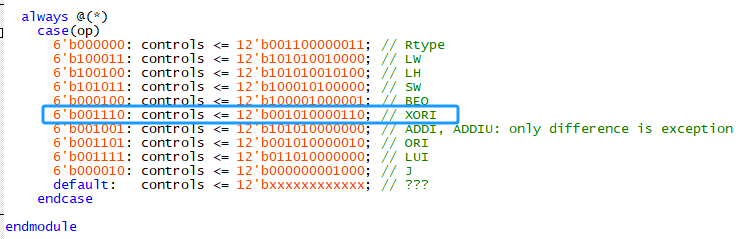 always @(*)
case(op)
6'b000000: controls <= 12'b001100000011; // Rtype
6'b100011: controls <= 12'b101010010000; // LW
6'b100100: controls <= 12'b101010010100; // LH
6'b101011: controls <= 12'b100010100000; // SW
6'b000100: controls <= 12'b100001000001; // BEQ
6'b001110: controls <= 12'b001010000110; // XORI
6'b001001: controls <= 12'b101010000000; // ADDI, ADDIU: only difference is exception
6'b001101: controls <= 12'b001010000010; // ORI
6'b001111: controls <= 12'b011010000000; // LUI
6'b000010: controls <= 12'b000000001000; // J
default: controls <= 12'bxxxxxxxxxxxx; // ???
endcase
endmodule